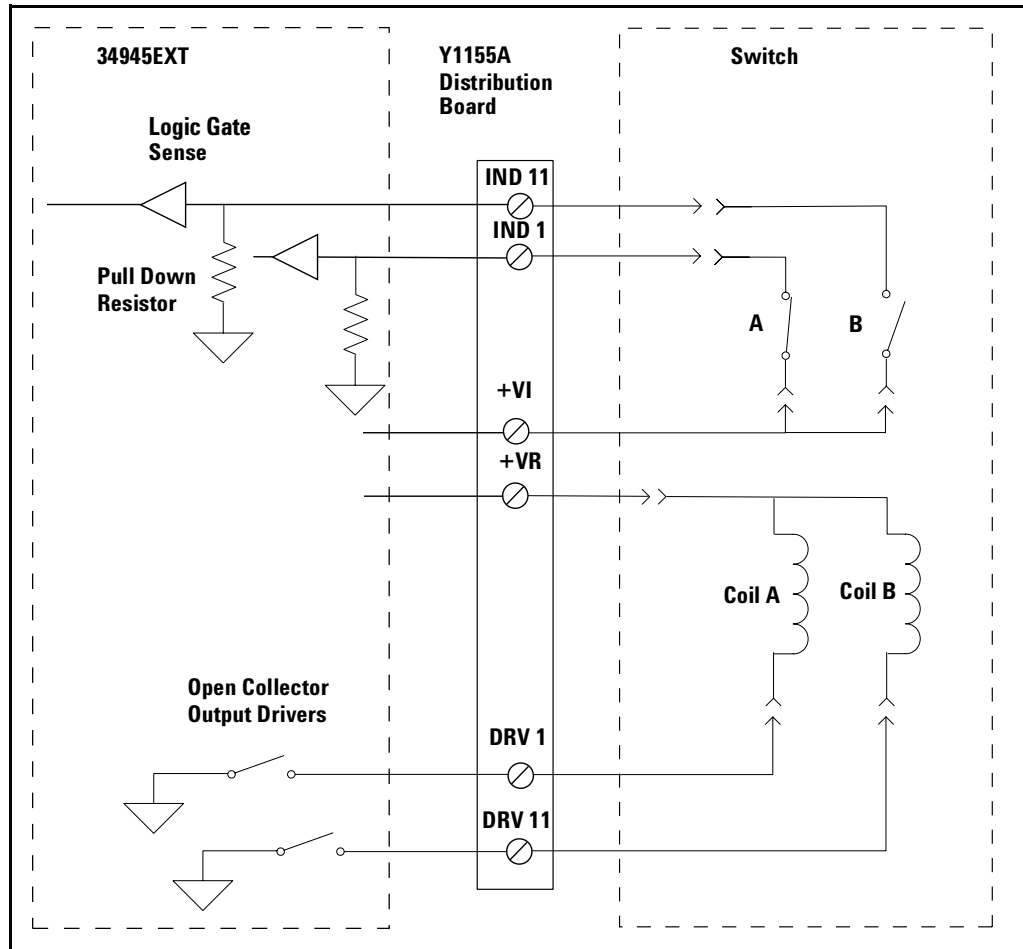 34945EXT
Y1155A
Distribution
Board
Switch
Logic Gate
Sense
IND 11
IND 1
Pull Down
Resistor
A
B
+VI
+VR
Coil A
Coil B
Open Collector
Output Drivers
DRV 1
DRV 11